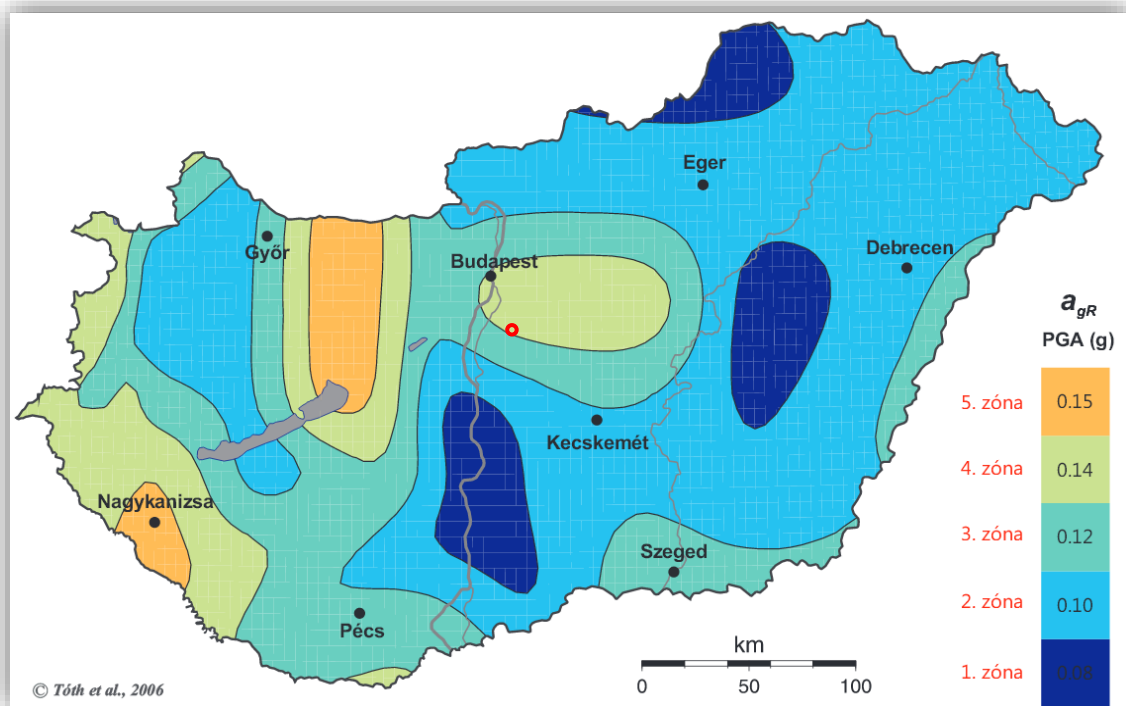 Eger
Győr
Budapest
Debrecen
a_gR
PGA (g)
5. zóna 0.15
Kecskemét
4. zóna 0.14
Nagykanizsa
3. zóna 0.12
Szeged
2. zóna 0.10
Pécs
km
1. zóna 0.08
0 50 100
© Tóth et al., 2006